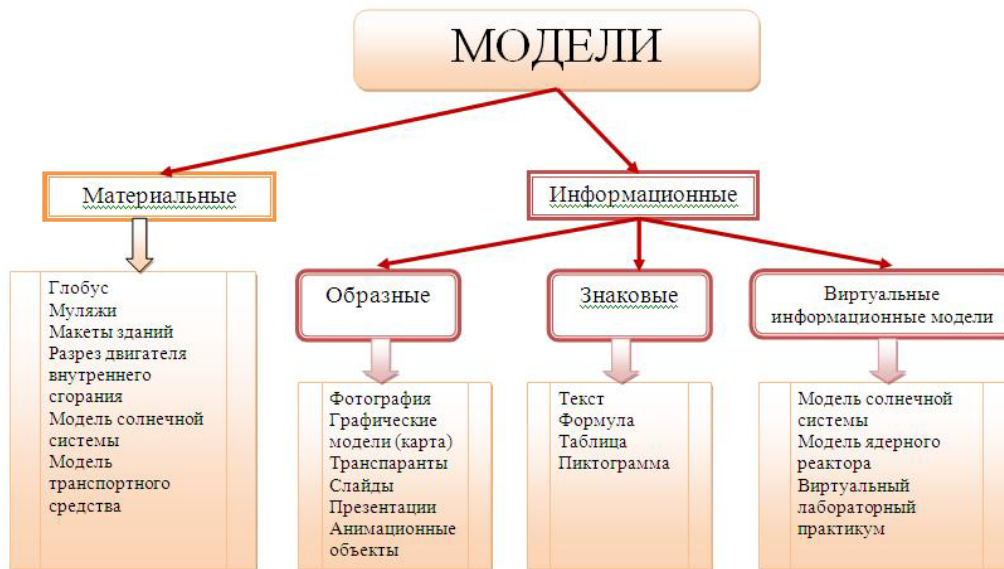 МОДЕЛИ
Материальные
Информационные
Глобус
Муляжи
Макеты зданий
Разрез двигателя
внутреннего
сгорания
Модель солнечной
системы
Модель
транспортного
средства
Образные
Фотография
Графические
модели (карта)
Транспаранты
Слайды
Презентации
Анимационные
объекты
Знаковые
Текст
Формула
Таблица
Пиктограмма
Виртуальные
информационные модели
Модель солнечной
системы
Модель ядерного
реактора
Виртуальный
лабораторный
практикум